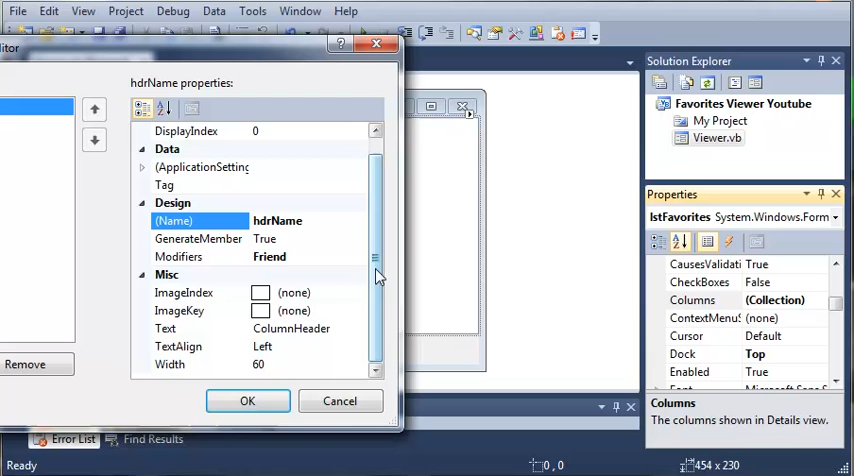 File Edit View Project Debug Data Tools Window Help
itor
hdrName properties:
DisplayIndex 0
Data
(ApplicationSetting
Tag
Design
(Name) hdrName
GenerateMember True
Modifiers Friend
Misc
ImageIndex (none)
ImageKey (none)
Text ColumnHeader
TextAlign Left
Width 60
Remove
OK Cancel
Solution Explorer
Favorites Viewer Youtube
My Project
Viewer.vb
Properties
lstFavorites System.Windows.Form
CausesValidati True
CheckBoxes False
Columns (Collection)
ContextMenuS (none)
Cursor Default
Dock Top
Enabled True
Columns
The columns shown in Details view.
Error List Find Results
Ready 0 , 0 454 x 230